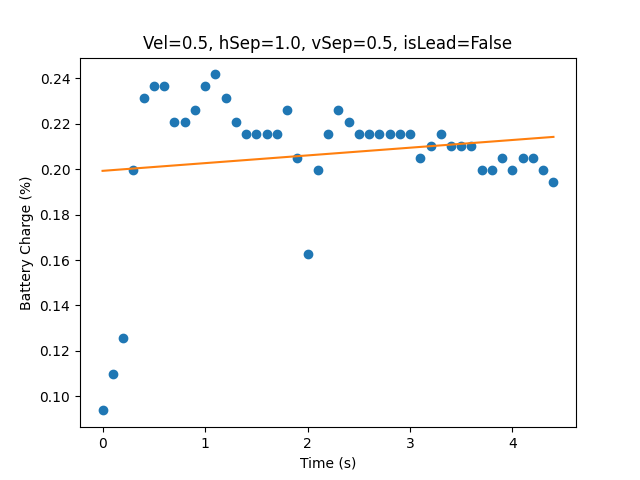 Vel=0.5, hSep=1.0, vSep=0.5, isLead=False
0.24
0.22
0.20
0.18
0.16
0.14
0.12
0.10
Battery Charge (%)
0 1 2 3 4
Time (s)